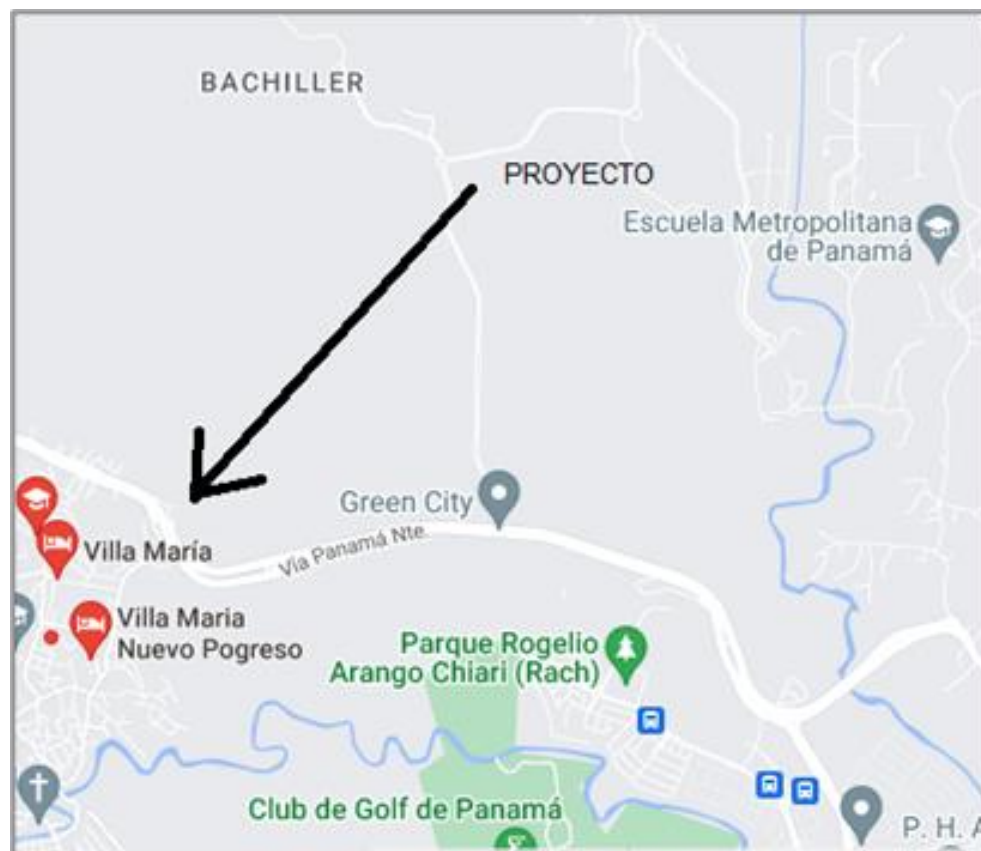 BACHILLER
PROYECTO
Escuela Metropolitana
de Panamá
Green City
Vía Panamá Nte.
Villa María
Villa Maria
Nuevo Pogreso
Parque Rogelio
Arango Chiari (Rach)
Club de Golf de Panamá
P. H.